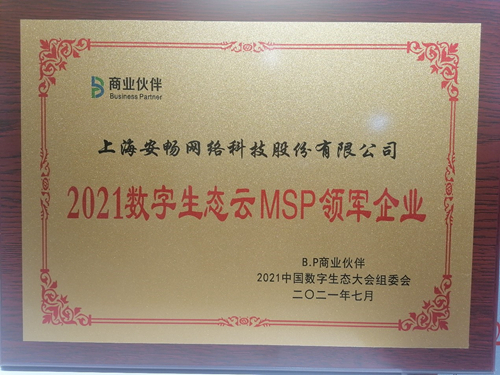 商业伙伴
Business Partner
上海安畅网络科技股份有限公司
2021数字生态云MSP领军企业
B.P商业伙伴
2021中国数字生态大会组委会
二〇二一年七月